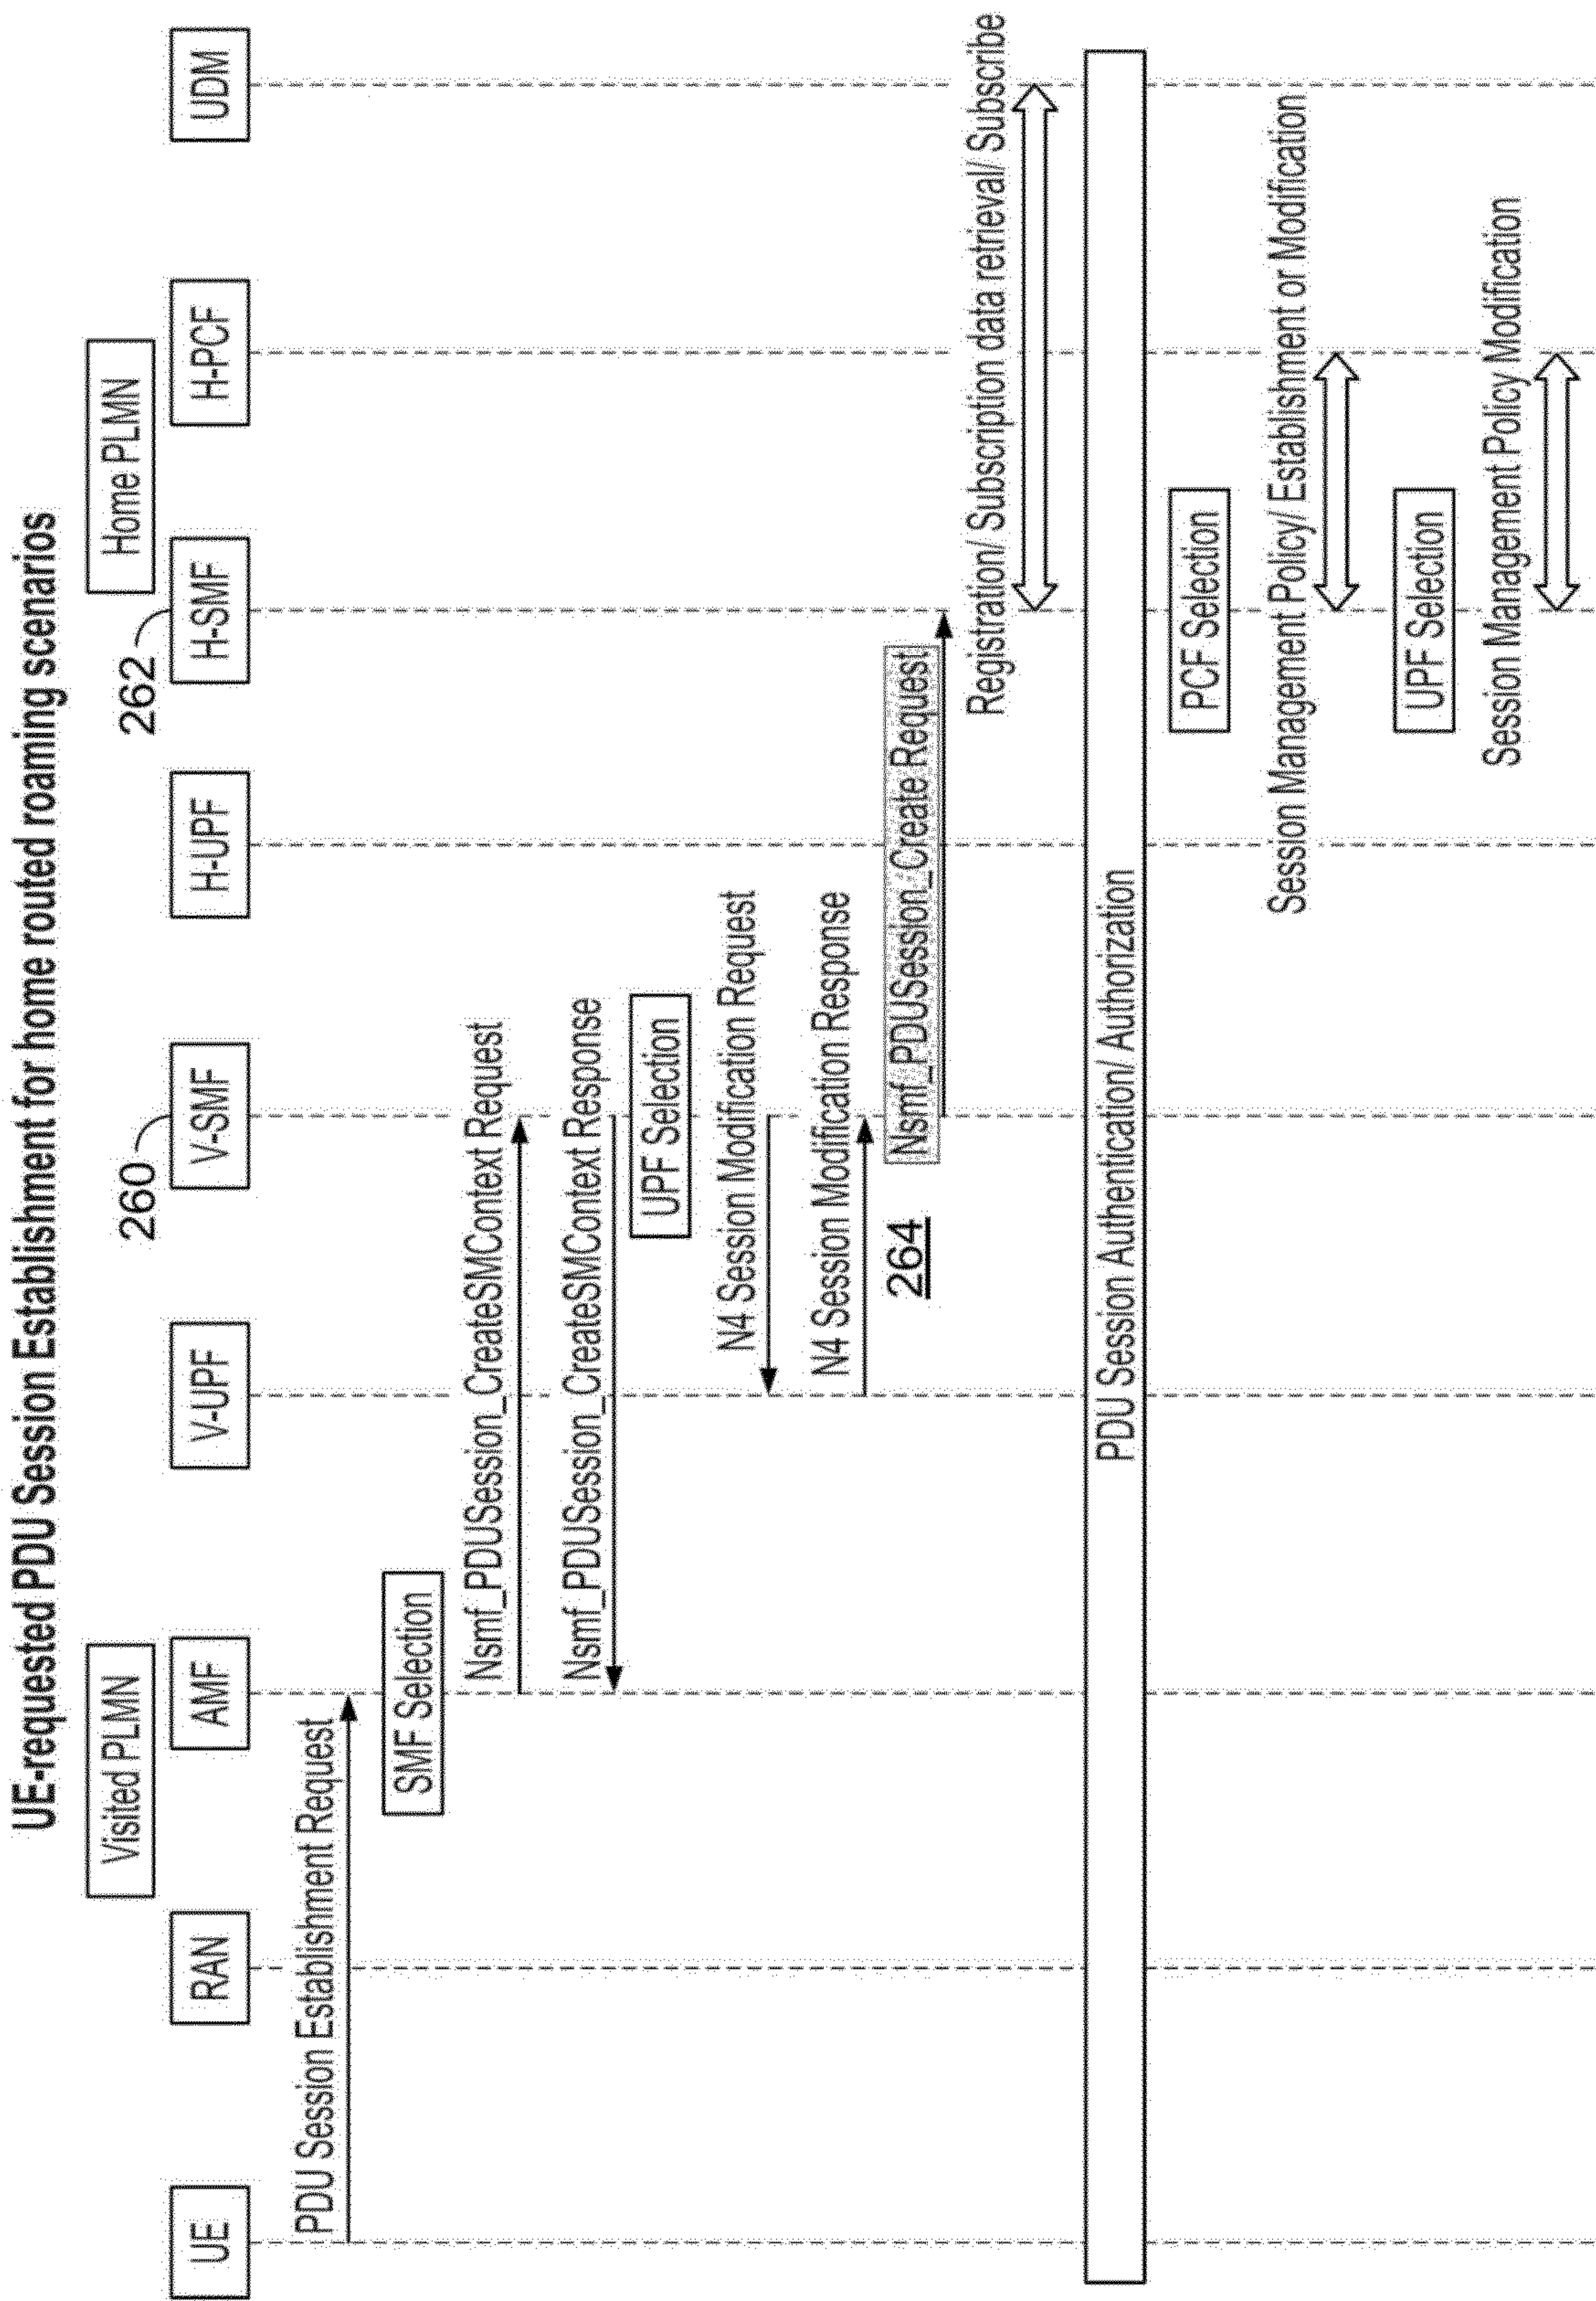 UE-requested PDU Session Establishment for home routed roaming scenarios
Visited PLMN
Home PLMN
260
262
UE
RAN
AMF
V-UPF
V-SMF
H-UPF
H-SMF
H-PCF
UDM
PDU Session Establishment Request
SMF Selection
Nsmf_PDUSession_CreateSMContext Request
Nsmf_PDUSession_CreateSMContext Response
UPF Selection
N4 Session Modification Request
N4 Session Modification Response
264
Nsmf_PDUSession_Create Request
Registration/ Subscription data retrieval/ Subscribe
PDU Session Authentication/ Authorization
PCF Selection
Session Management Policy/ Establishment or Modification
UPF Selection
Session Management Policy Modification